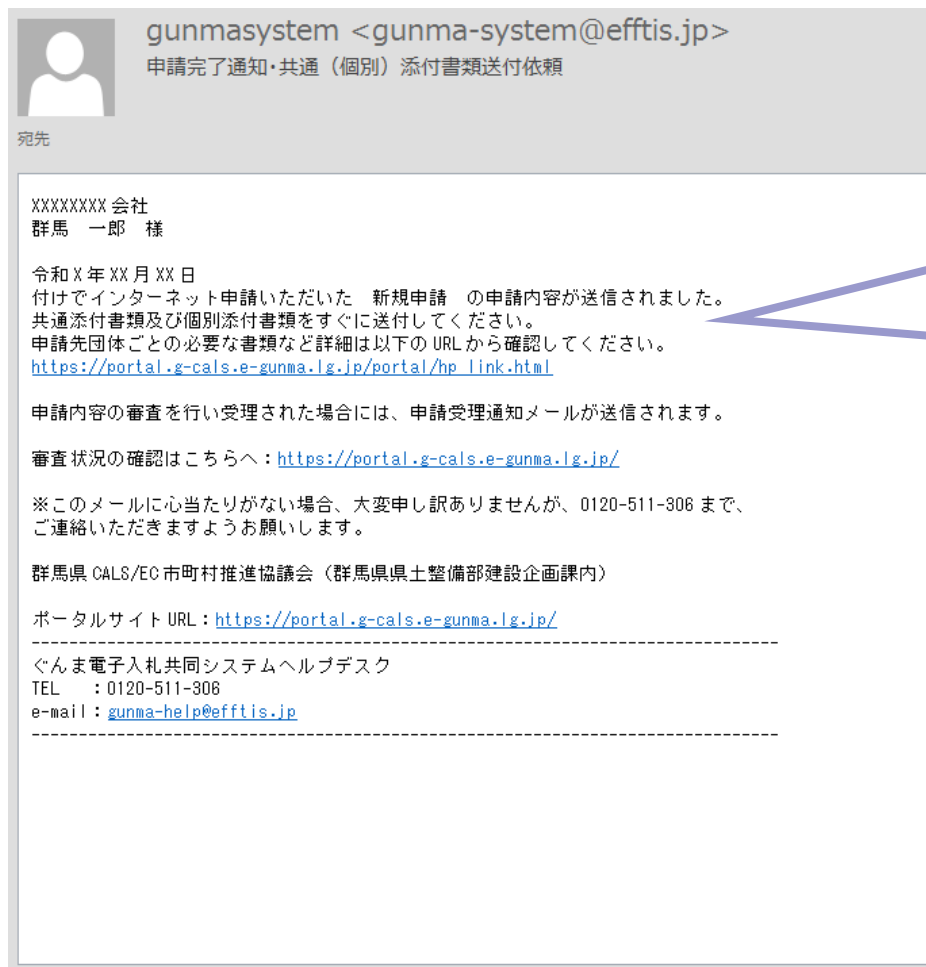 gunmasystem <gunma-system@efftis.jp>
申請完了通知・共通（個別）添付書類送付依頼
宛先
XXXXXXXX 会社
群馬　一郎　様
令和 X 年 XX 月 XX 日
付けでインターネット申請いただいた　新規申請　の申請内容が送信されました。
共通添付書類及び個別添付書類をすぐに送付してください。
申請先団体ごとの必要な書類など詳細は以下の URL から確認してください。
https://portal.g-cals.e-gunma.lg.jp/portal/hp_link.html
申請内容の審査を行い受理された場合には、申請受理通知メールが送信されます。
審査状況の確認はこちらへ：https://portal.g-cals.e-gunma.lg.jp/
※このメールに心当たりがない場合、大変申し訳ありませんが、0120-511-306 まで、
ご連絡いただきますようお願いします。
群馬県 CALS/EC 市町村推進協議会（群馬県県土整備部建設企画課内）
ポータルサイト URL：https://portal.g-cals.e-gunma.lg.jp/
-------------------------------------------------------------------------------
ぐんま電子入札共同システムヘルプデスク
TEL　：0120-511-306
e-mail：gunma-help@efftis.jp
-------------------------------------------------------------------------------